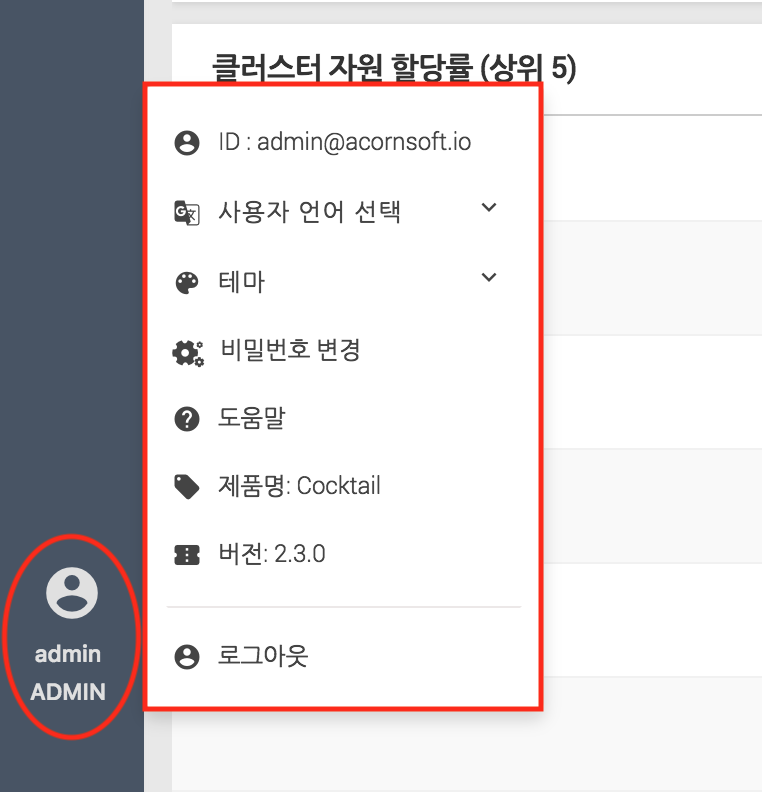 클러스터 자원 할당률 (상위 5)
ID : admin@acornsoft.io
사용자 언어 선택
테마
비밀번호 변경
도움말
제품명: Cocktail
버전: 2.3.0
로그아웃
admin
ADMIN